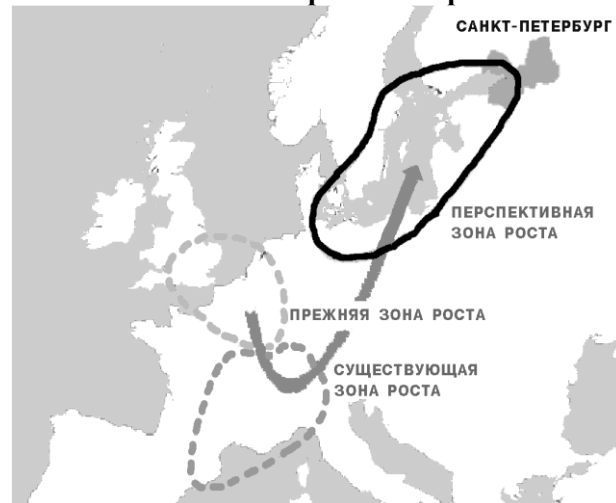 САНКТ-ПЕТЕРБУРГ
ПЕРСПЕКТИВНАЯ
ЗОНА РОСТА
ПРЕЖНЯЯ ЗОНА РОСТА
СУЩЕСТВУЮЩАЯ
ЗОНА РОСТА